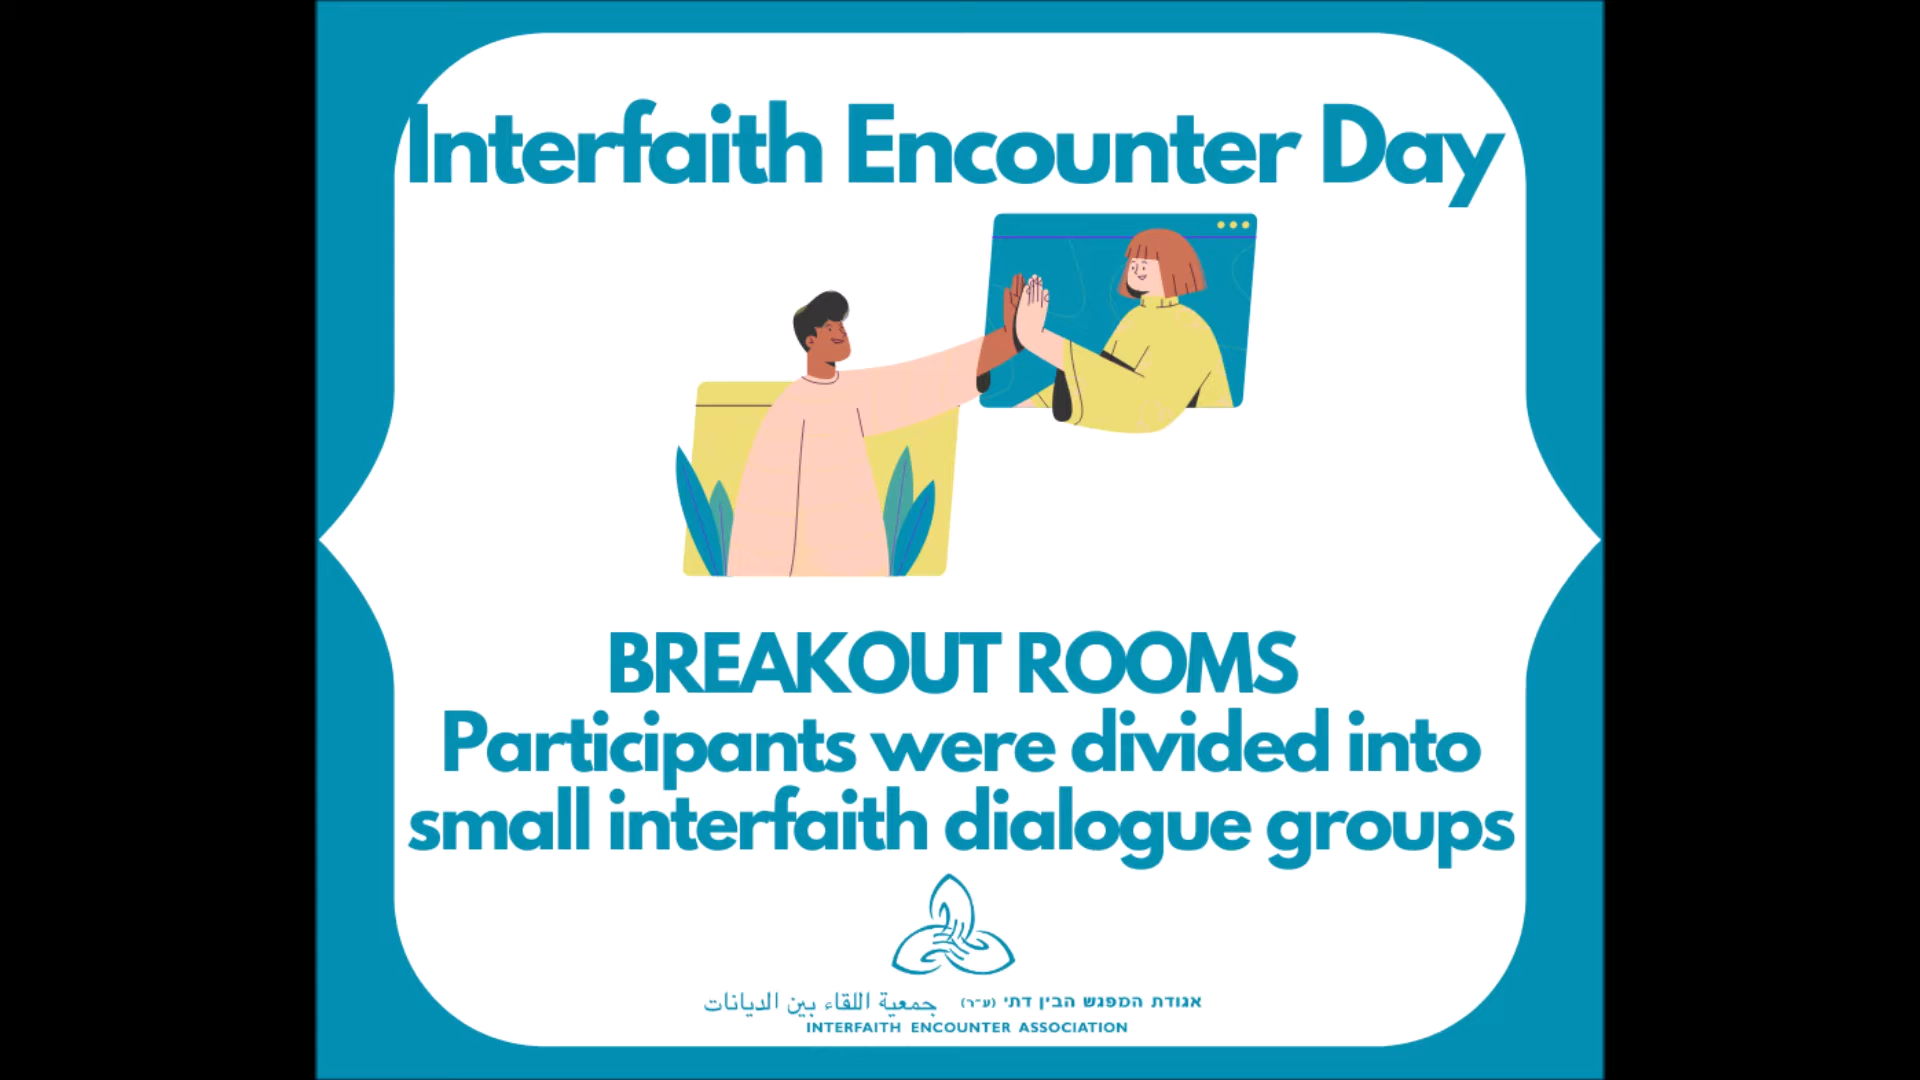 Interfaith Encounter Day
BREAKOUT ROOMS
Participants were divided into
small interfaith dialogue groups
جمعية اللقاء بين الديانات אגודת המפגש הבין דתי (ע״ר)
INTERFAITH ENCOUNTER ASSOCIATION